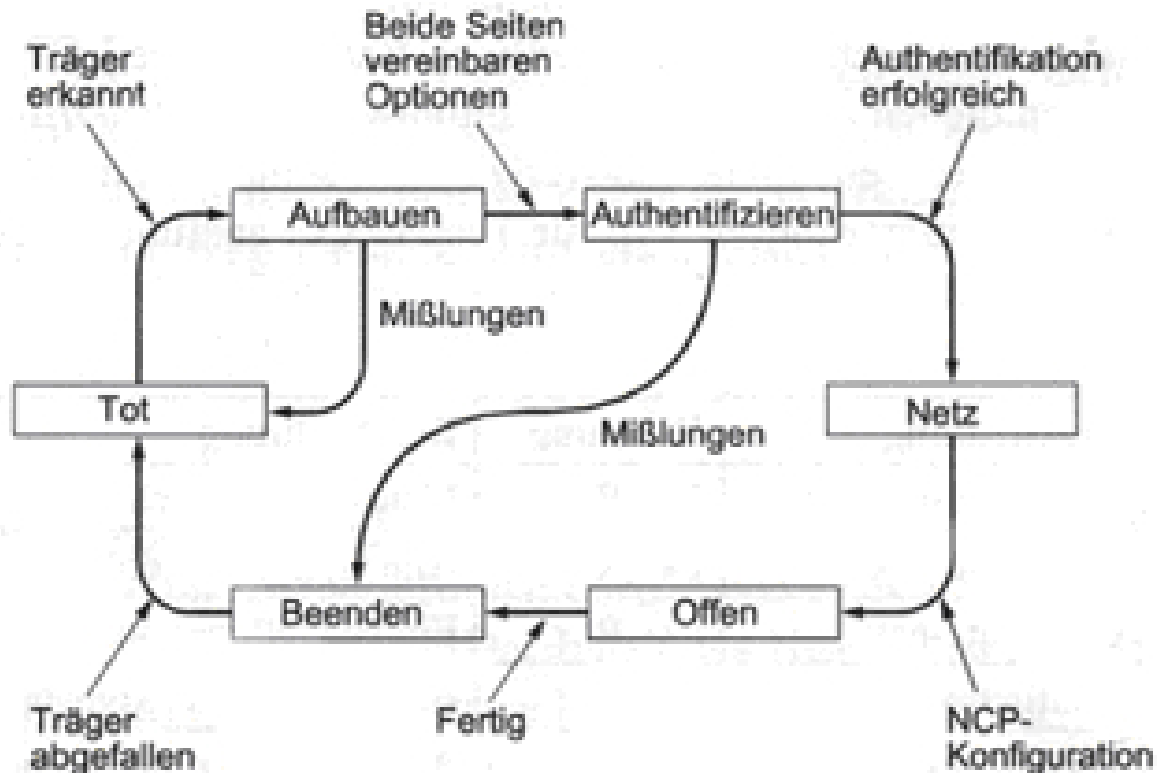 Beide Seiten
vereinbaren
Optionen
Träger
erkannt
Authentifikation
erfolgreich
Aufbauen
Authentifizieren
Mißlungen
Tot
Netz
Mißlungen
Beenden
Offen
Träger
abgefallen
Fertig
NCP-
Konfiguration